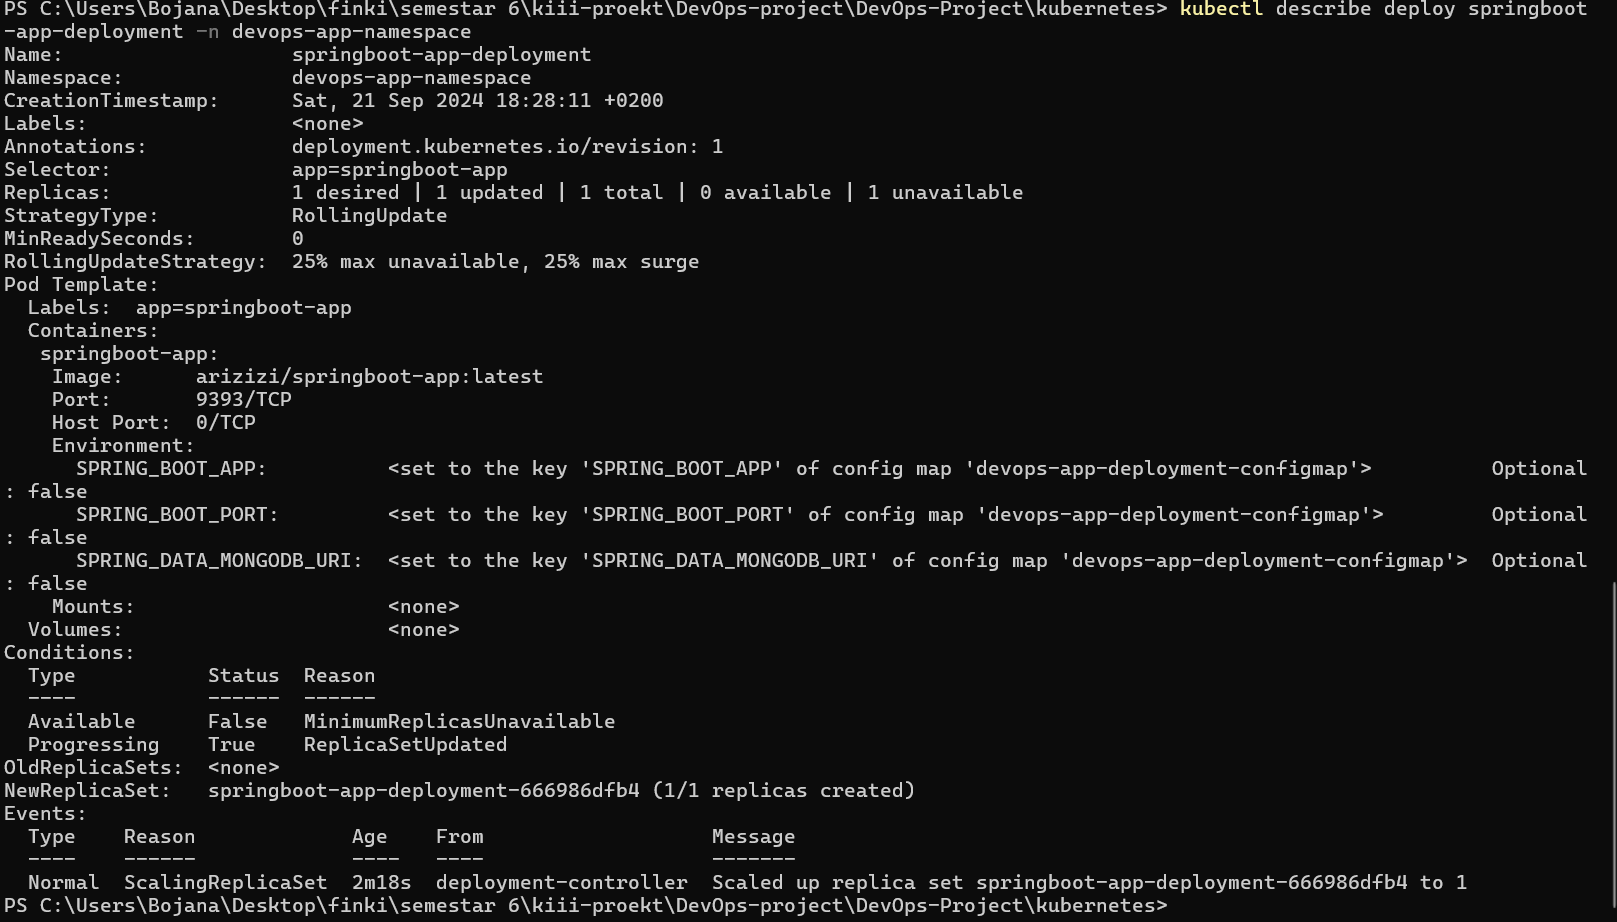 PS C:\Users\Bojana\Desktop\finki\semestar 6\kiii-proekt\DevOps-project\DevOps-Project\kubernetes> kubectl describe deploy springboot
-app-deployment -n devops-app-namespace
Name:                   springboot-app-deployment
Namespace:              devops-app-namespace
CreationTimestamp:      Sat, 21 Sep 2024 18:28:11 +0200
Labels:                 <none>
Annotations:            deployment.kubernetes.io/revision: 1
Selector:               app=springboot-app
Replicas:               1 desired | 1 updated | 1 total | 0 available | 1 unavailable
StrategyType:           RollingUpdate
MinReadySeconds:        0
RollingUpdateStrategy:  25% max unavailable, 25% max surge
Pod Template:
  Labels:  app=springboot-app
  Containers:
   springboot-app:
    Image:      arizizi/springboot-app:latest
    Port:       9393/TCP
    Host Port:  0/TCP
    Environment:
      SPRING_BOOT_APP:          <set to the key 'SPRING_BOOT_APP' of config map 'devops-app-deployment-configmap'>          Optional
: false
      SPRING_BOOT_PORT:         <set to the key 'SPRING_BOOT_PORT' of config map 'devops-app-deployment-configmap'>         Optional
: false
      SPRING_DATA_MONGODB_URI:  <set to the key 'SPRING_DATA_MONGODB_URI' of config map 'devops-app-deployment-configmap'>  Optional
: false
    Mounts:                     <none>
  Volumes:                      <none>
Conditions:
  Type           Status  Reason
  ----           ------  ------
  Available      False   MinimumReplicasUnavailable
  Progressing    True    ReplicaSetUpdated
OldReplicaSets:  <none>
NewReplicaSet:   springboot-app-deployment-666986dfb4 (1/1 replicas created)
Events:
  Type    Reason             Age    From                   Message
  ----    ------             ----   ----                   -------
  Normal  ScalingReplicaSet  2m18s  deployment-controller  Scaled up replica set springboot-app-deployment-666986dfb4 to 1
PS C:\Users\Bojana\Desktop\finki\semestar 6\kiii-proekt\DevOps-project\DevOps-Project\kubernetes>